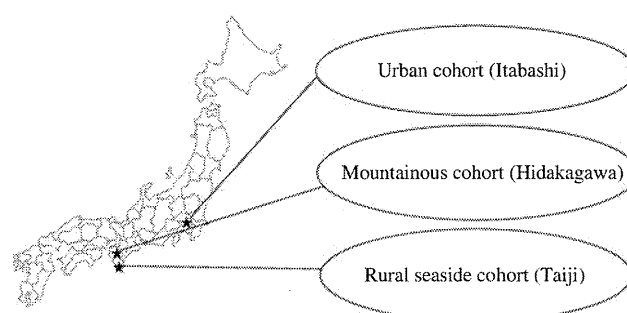 Urban cohort (Itabashi)
Mountainous cohort (Hidakagawa)
Rural seaside cohort (Taiji)